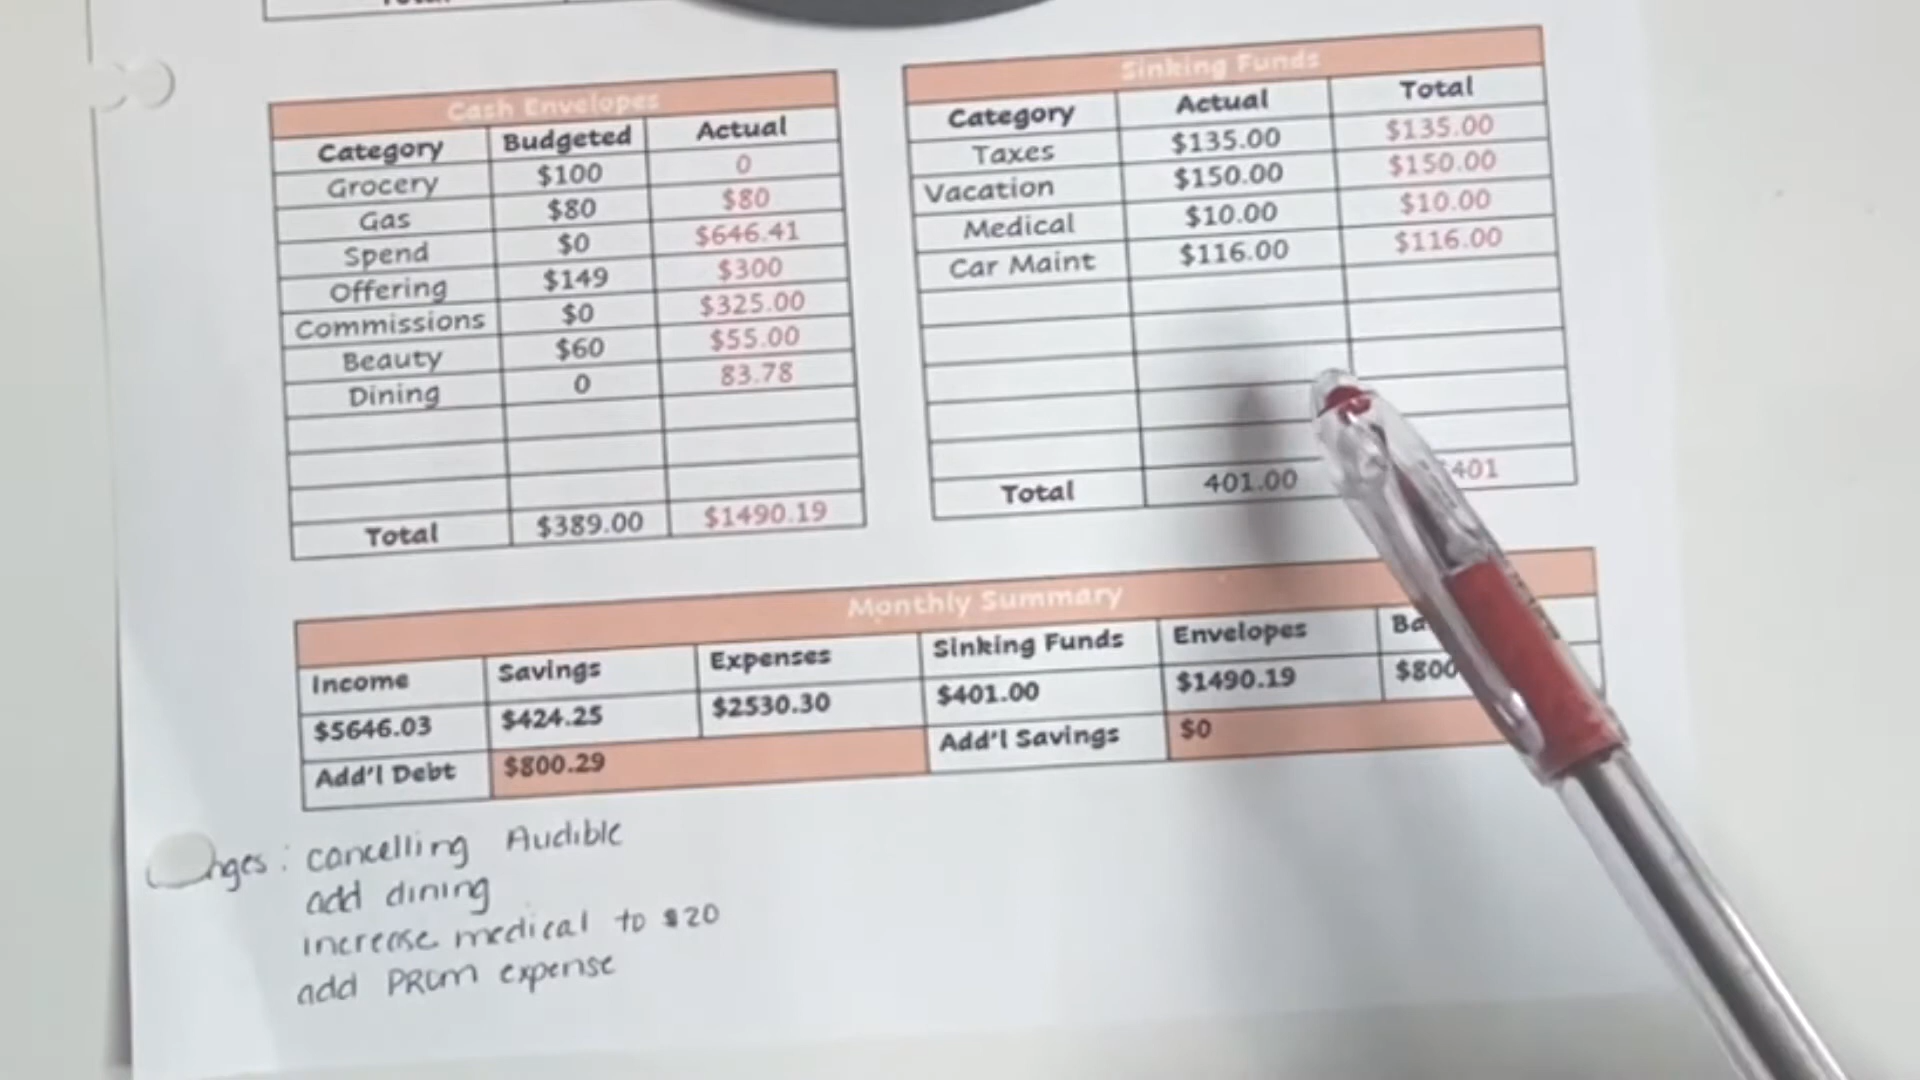 Cash Envelopes
Category Budgeted Actual
Grocery $100 0
Gas $80 $80
Spend $0 $646.41
Offering $149 $300
Commissions $0 $325.00
Beauty $60 $55.00
Dining 0 83.78
Total $389.00 $1490.19
Sinking Funds
Category Actual Total
Taxes $135.00 $135.00
Vacation $150.00 $150.00
Medical $10.00 $10.00
Car Maint $116.00 $116.00
Total 401.00 401
Monthly Summary
Income Savings Expenses Sinking Funds Envelopes
$5646.03 $424.25 $2530.30 $401.00 $1490.19 $800
Add'l Debt $800.29 Add'l Savings $0
nges: cancelling Audible
add dining
increase medical to $20
add PRUM expense